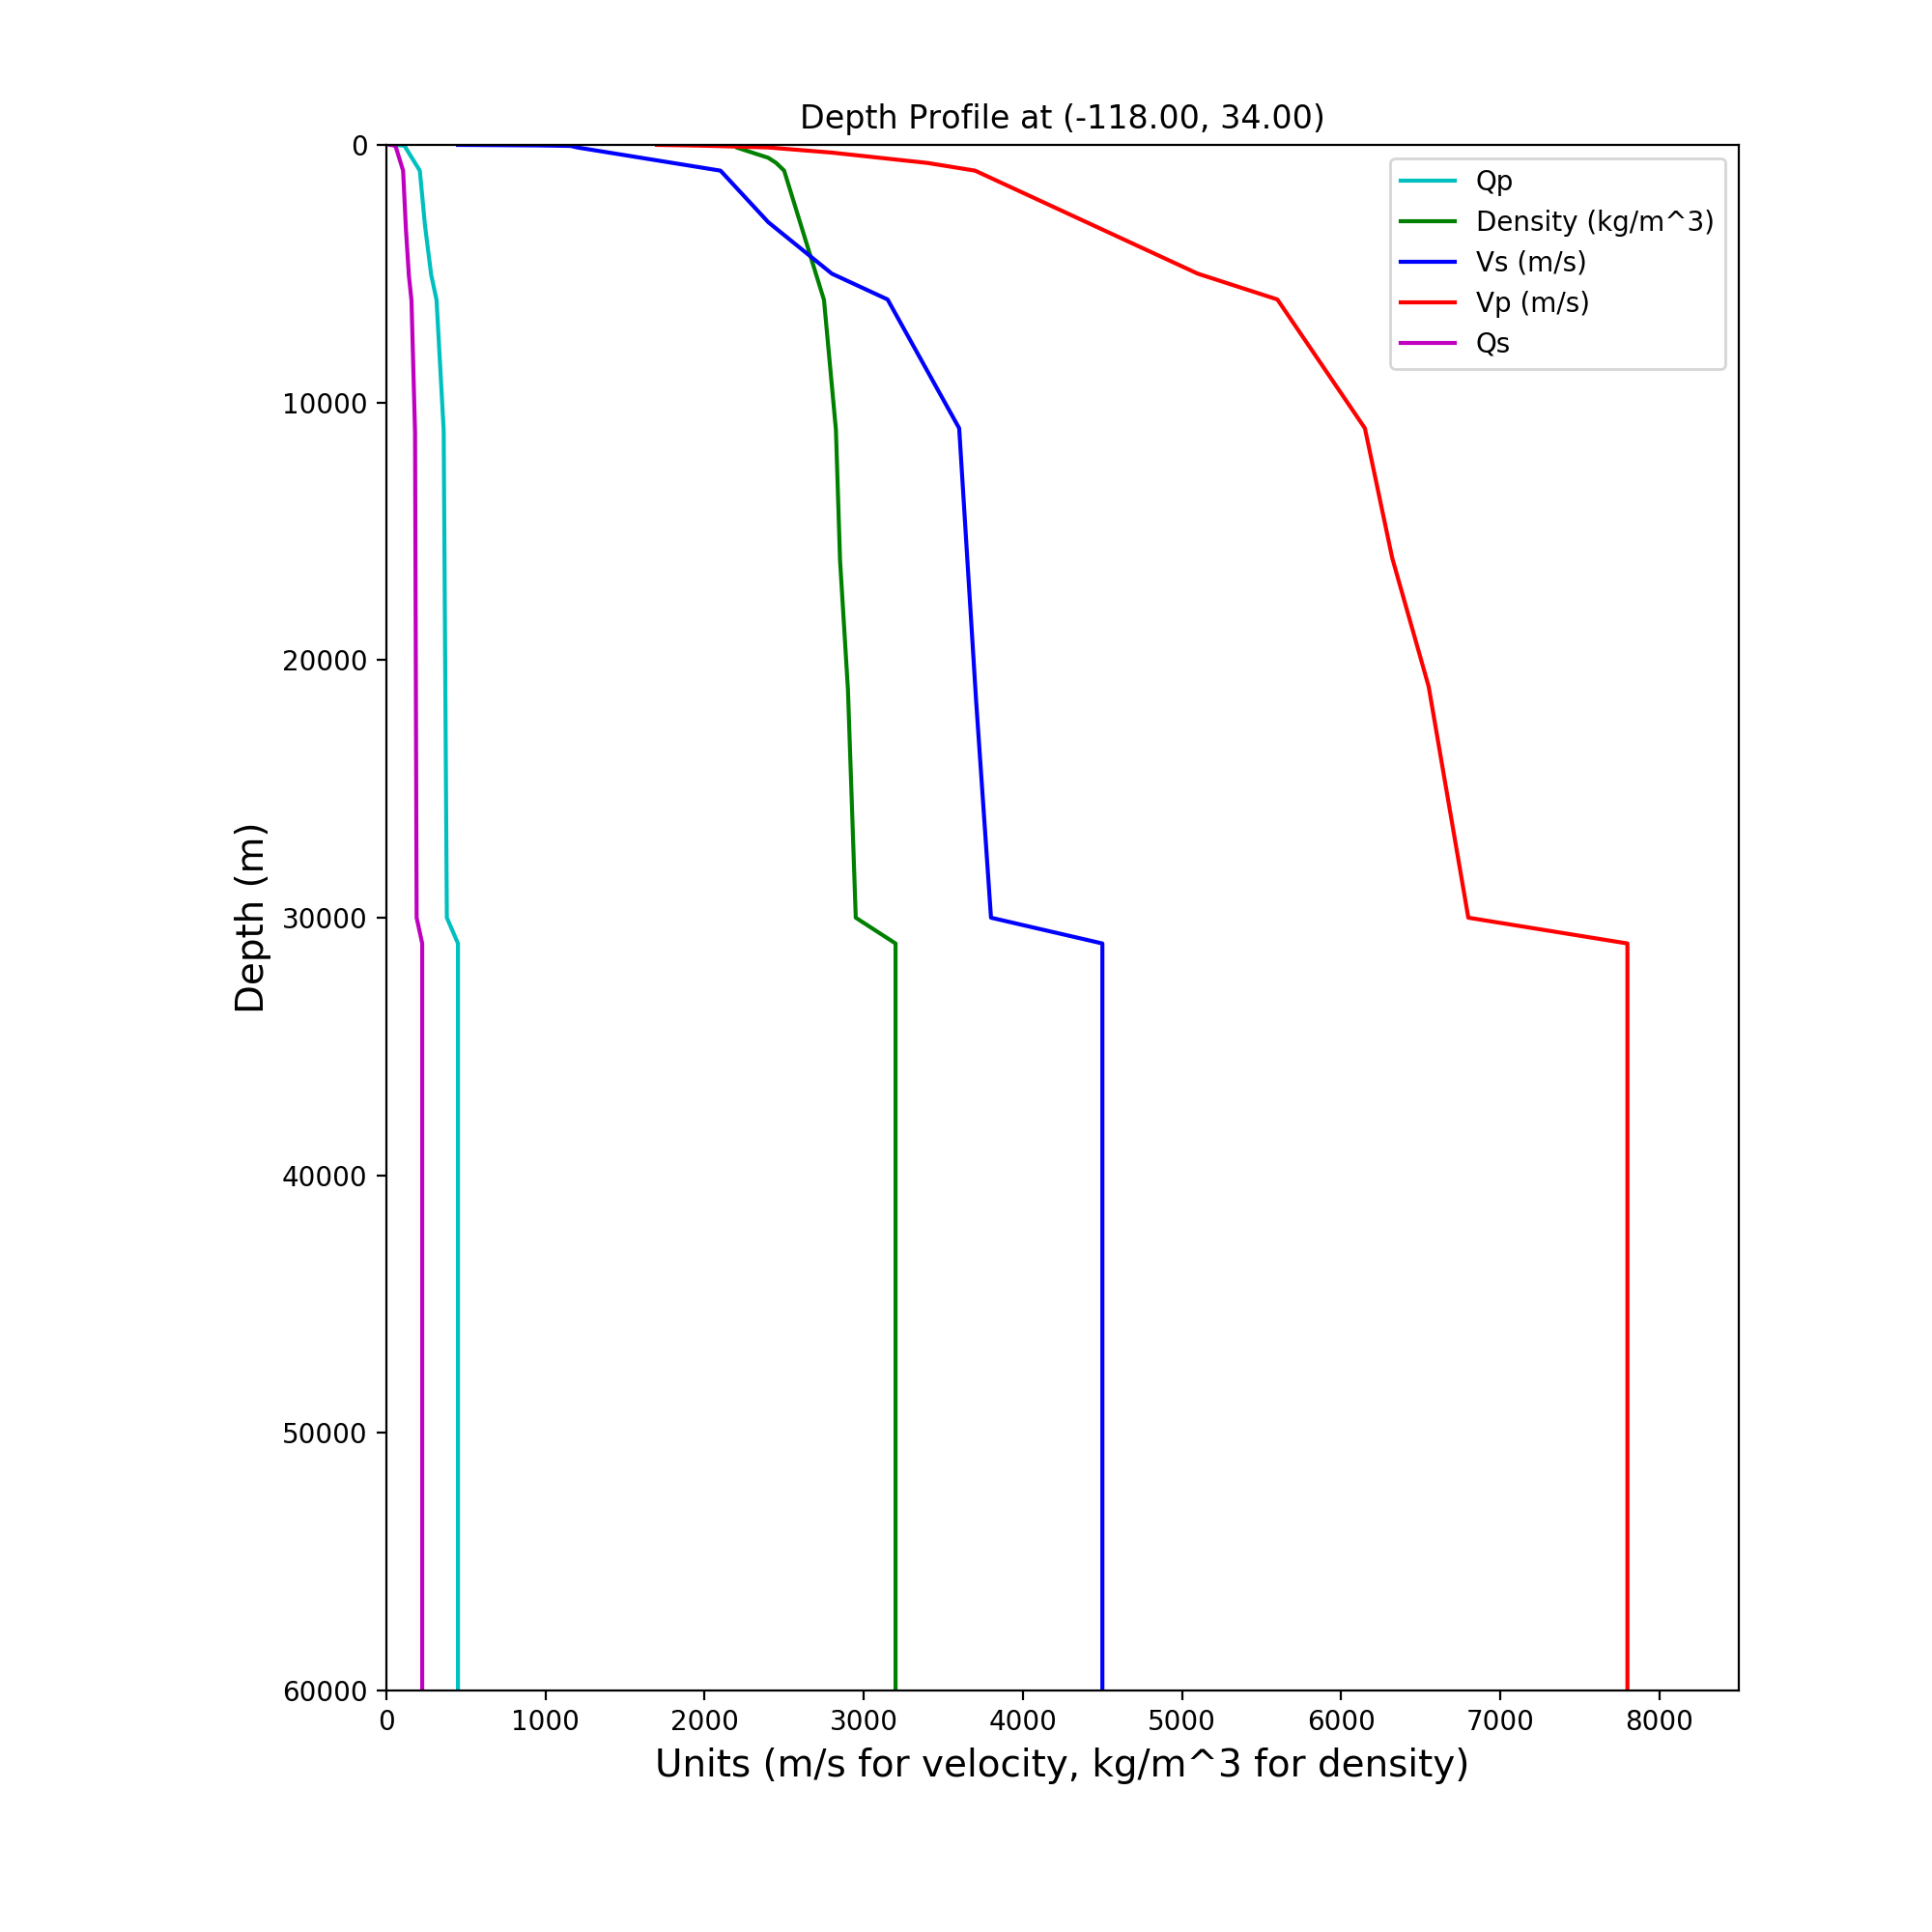 Depth Profile at (-118.00, 34.00)
Qp
Density (kg/m^3)
Vs (m/s)
Vp (m/s)
Qs
0
10000
20000
30000
40000
50000
60000
Depth (m)
0 1000 2000 3000 4000 5000 6000 7000 8000
Units (m/s for velocity, kg/m^3 for density)